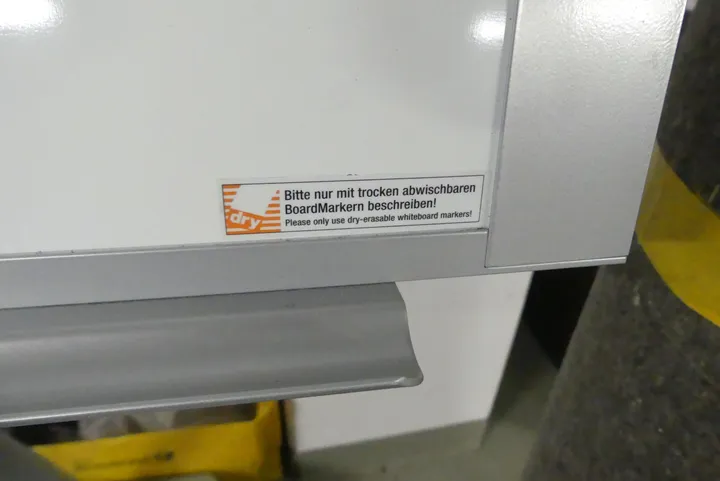 dry
Bitte nur mit trocken abwischbaren
BoardMarkern beschreiben!
Please only use dry-erasable whiteboard markers!